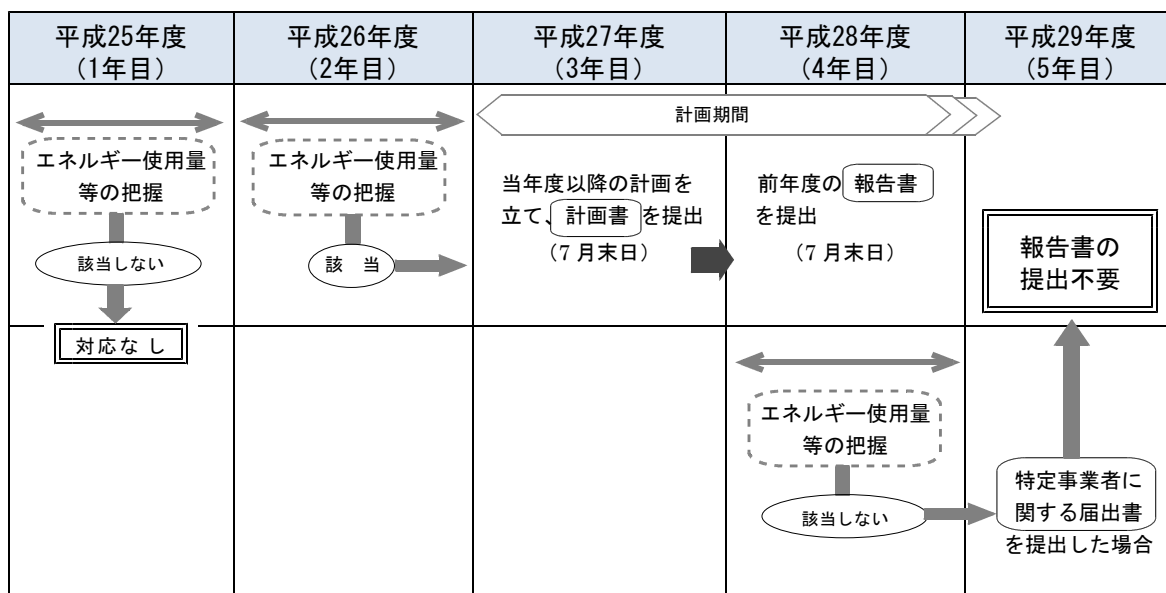 平成25年度
（1年目）
平成26年度
（2年目）
平成27年度
（3年目）
平成28年度
（4年目）
平成29年度
（5年目）
計画期間
エネルギー使用量
等の把握
該当しない
対応なし
エネルギー使用量
等の把握
該　当
当年度以降の計画を
立て、計画書を提出
（7月末日）
前年度の報告書
を提出
（7月末日）
報告書の
提出不要
エネルギー使用量
等の把握
該当しない
特定事業者に
関する届出書
を提出した場合